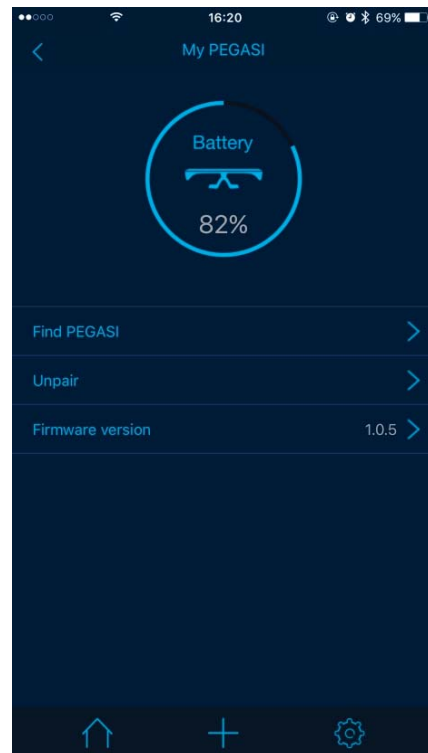 16:20
69%
My PEGASI
Battery
82%
Find PEGASI
Unpair
Firmware version 1.0.5